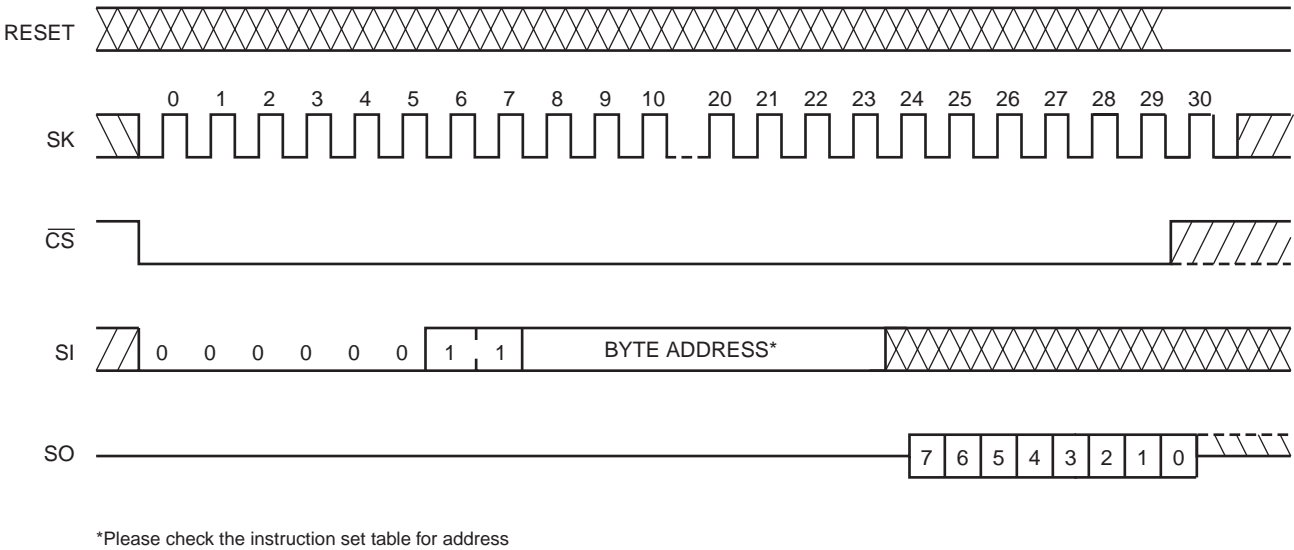 RESET
0 1 2 3 4 5 6 7 8 9 10 20 21 22 23 24 25 26 27 28 29 30
SK
CS
SI 0 0 0 0 0 0 1 1 BYTE ADDRESS*
SO 7 6 5 4 3 2 1 0
*Please check the instruction set table for address